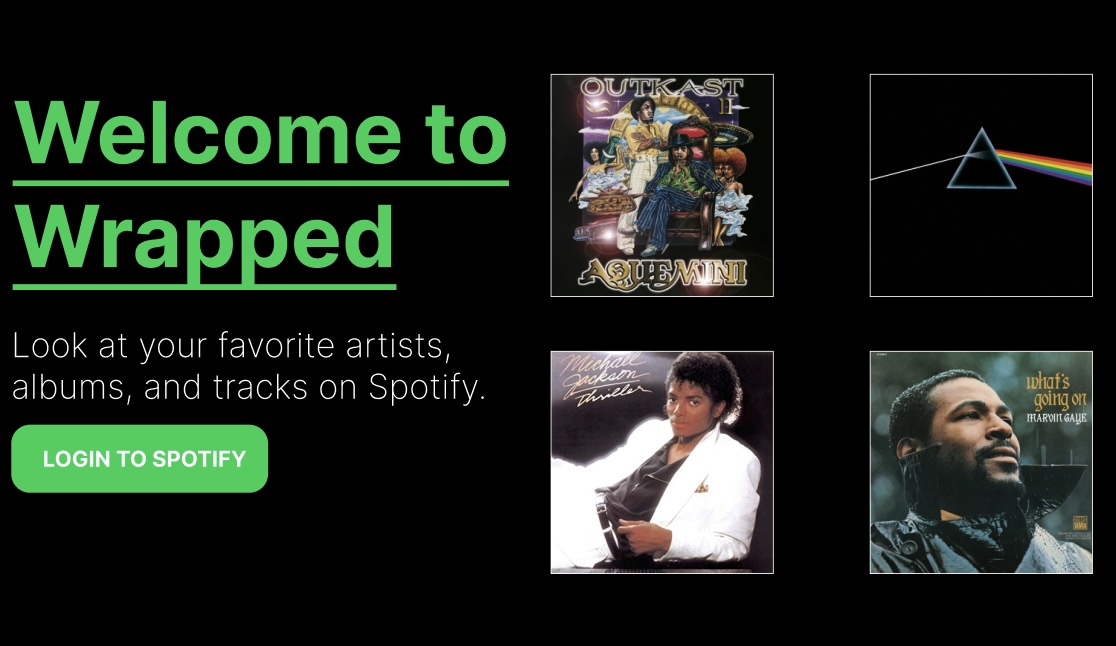 Welcome to
Wrapped
Look at your favorite artists,
albums, and tracks on Spotify.
LOGIN TO SPOTIFY
OUTKAST
II
AQUEMINI
Michael
Jackson
Thriller
what's
going on
MARVIN GAYE